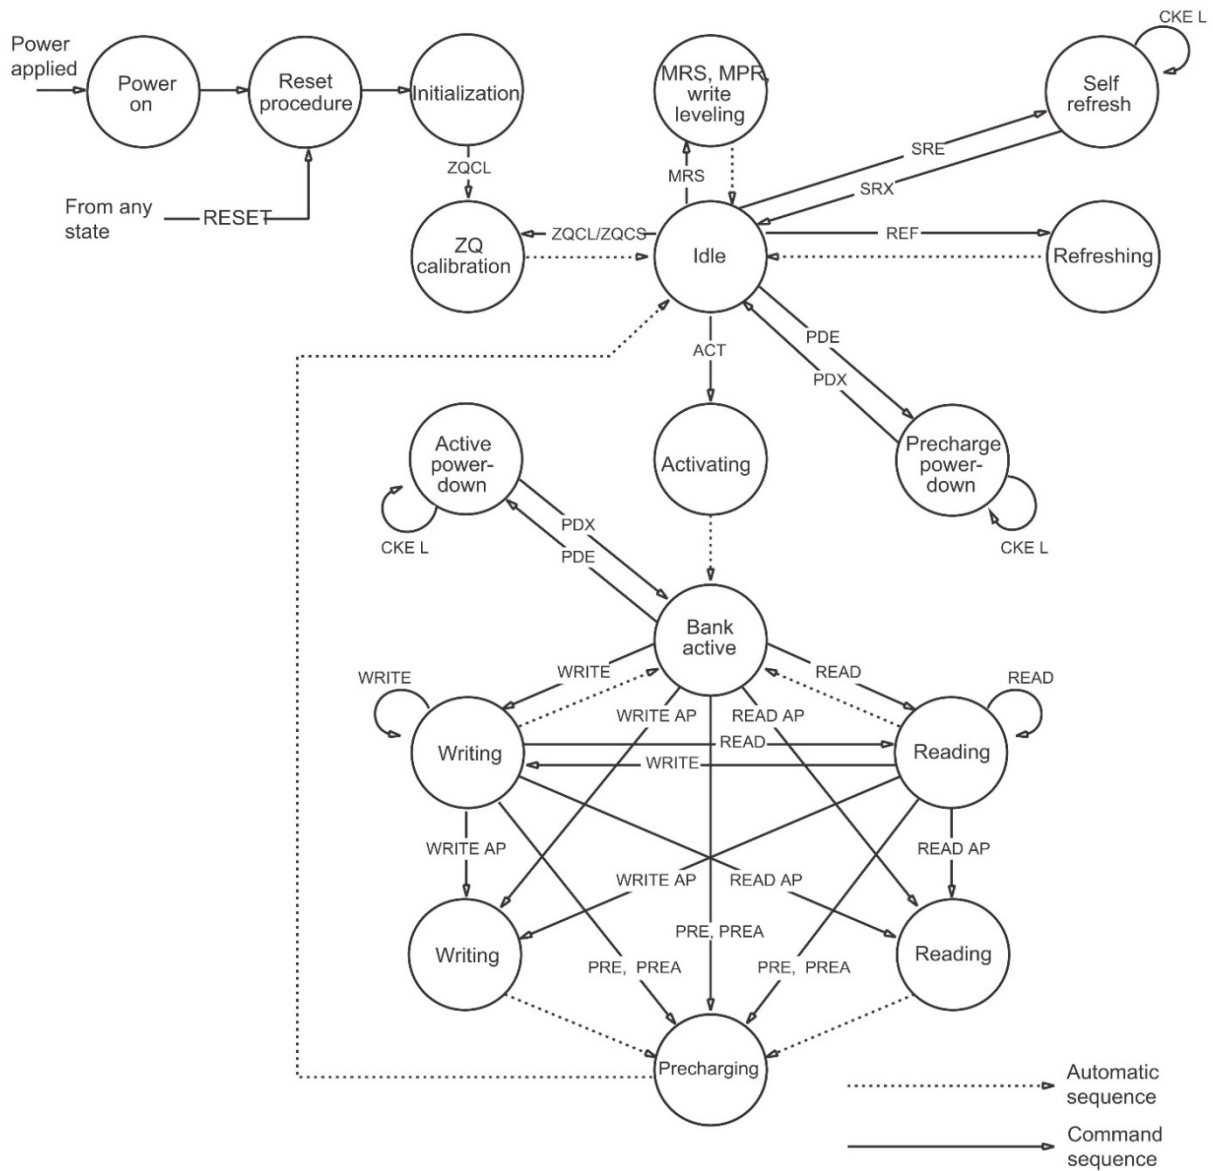 CKE L
Power
applied
Power
on
Reset
procedure
Initialization
MRS, MPR,
write
leveling
Self
refresh
ZQCL
MRS
SRE
SRX
From any
state
RESET
ZQ
calibration
ZQCL/ZQCS
Idle
REF
Refreshing
ACT
PDE
PDX
Active
power-
down
Activating
Precharge
power-
down
CKE L
PDX
PDE
CKE L
Bank
active
WRITE
WRITE
READ
READ
WRITE AP
READ AP
Writing
READ
WRITE
Reading
WRITE AP
READ AP
WRITE AP
READ AP
Writing
PRE, PREA
Reading
PRE, PREA
PRE, PREA
Precharging
Automatic
sequence
Command
sequence